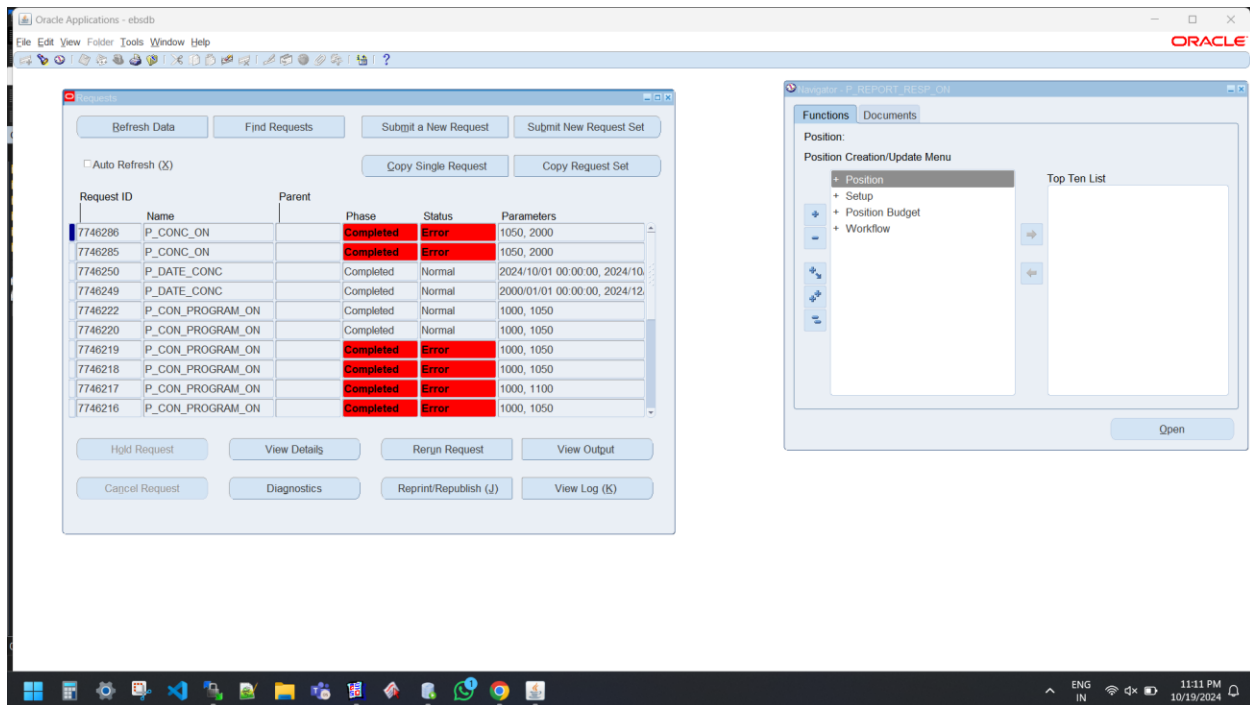 Oracle Applications - ebsdb
File Edit View Folder Tools Window Help
ORACLE
Requests
Refresh Data Find Requests Submit a New Request Submit New Request Set
Auto Refresh (X) Copy Single Request Copy Request Set
Request ID Parent
Name Phase Status Parameters
7746286 P_CONC_ON Completed Error 1050, 2000
7746285 P_CONC_ON Completed Error 1050, 2000
7746250 P_DATE_CONC Completed Normal 2024/10/01 00:00:00, 2024/10/
7746249 P_DATE_CONC Completed Normal 2000/01/01 00:00:00, 2024/12/
7746222 P_CON_PROGRAM_ON Completed Normal 1000, 1050
7746220 P_CON_PROGRAM_ON Completed Normal 1000, 1050
7746219 P_CON_PROGRAM_ON Completed Error 1000, 1050
7746218 P_CON_PROGRAM_ON Completed Error 1000, 1050
7746217 P_CON_PROGRAM_ON Completed Error 1000, 1100
7746216 P_CON_PROGRAM_ON Completed Error 1000, 1050
Hold Request View Details Rerun Request View Output
Cancel Request Diagnostics Reprint/Republish (J) View Log (K)
Navigator - P_REPORT_RESP_ON
Functions Documents
Position:
Position Creation/Update Menu
+ Position
+ Setup
+ Position Budget
+ Workflow
Top Ten List
Open
1
ENG
IN
11:11 PM
10/19/2024